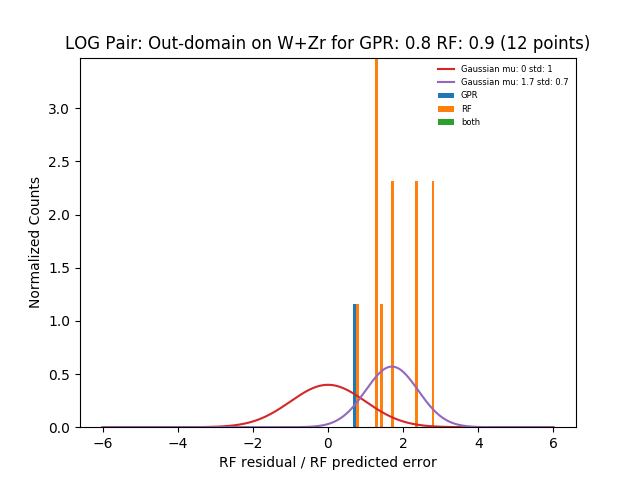 LOG Pair: Out-domain on W+Zr for GPR: 0.8 RF: 0.9 (12 points)
Gaussian mu: 0 std: 1
Gaussian mu: 1.7 std: 0.7
GPR
RF
both
Normalized Counts
3.0
2.5
2.0
1.5
1.0
0.5
0.0
−6 −4 −2 0 2 4 6
RF residual / RF predicted error